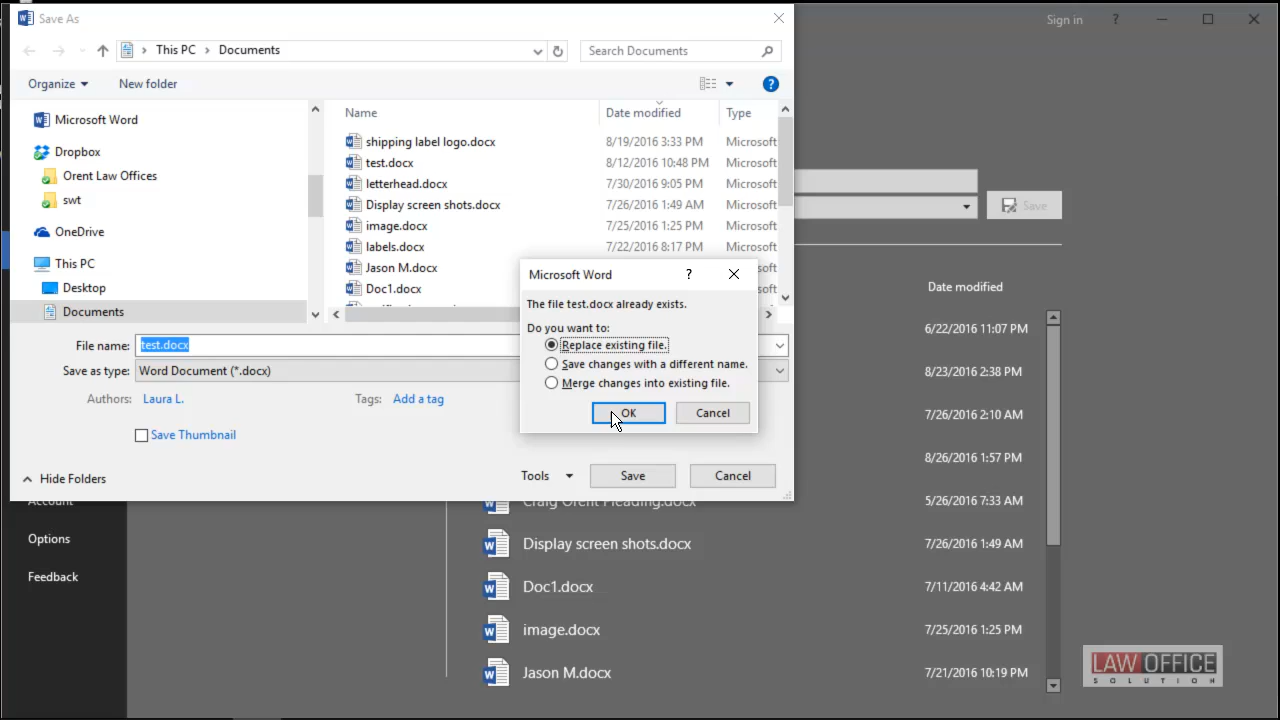 Save As
Sign in
?
This PC
Documents
Search Documents
Organize
New folder
?
Microsoft Word
Dropbox
Orent Law Offices
swt
OneDrive
This PC
Desktop
Documents
Name
Date modified
Type
shipping label logo.docx
8/19/2016 3:33 PM
Microsoft
test.docx
8/12/2016 10:48 PM
Microsoft
letterhead.docx
7/30/2016 9:05 PM
Microsoft
Display screen shots.docx
7/26/2016 1:49 AM
Microsoft
image.docx
7/25/2016 1:25 PM
Microsoft
labels.docx
7/22/2016 8:17 PM
Microsoft
Jason M.docx
soft
Doc1.docx
soft
Microsoft Word
?
The file test.docx already exists.
Do you want to:
Replace existing file.
Save changes with a different name.
Merge changes into existing file.
OK
Cancel
File name:
test.docx
Save as type:
Word Document (*.docx)
Authors:
Laura L.
Tags:
Add a tag
Save Thumbnail
Hide Folders
Tools
Save
Cancel
Save
Date modified
6/22/2016 11:07 PM
8/23/2016 2:38 PM
7/26/2016 2:10 AM
8/26/2016 1:57 PM
Account
Options
Feedback
Craig Orent Heading.docx
5/26/2016 7:33 AM
Display screen shots.docx
7/26/2016 1:49 AM
Doc1.docx
7/11/2016 4:42 AM
image.docx
7/25/2016 1:25 PM
Jason M.docx
7/21/2016 10:19 PM
LAW OFFICE
SOLUTION